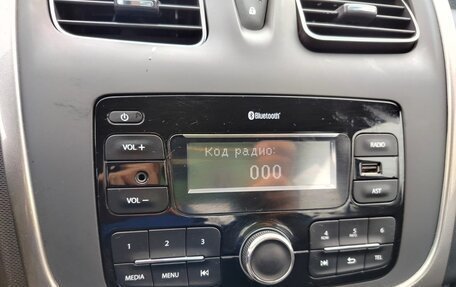 Bluetooth
VOL +
Код радио:
000
RADIO
VOL –
AST
1 2 3
4 5 6
MEDIA MENU
TEL